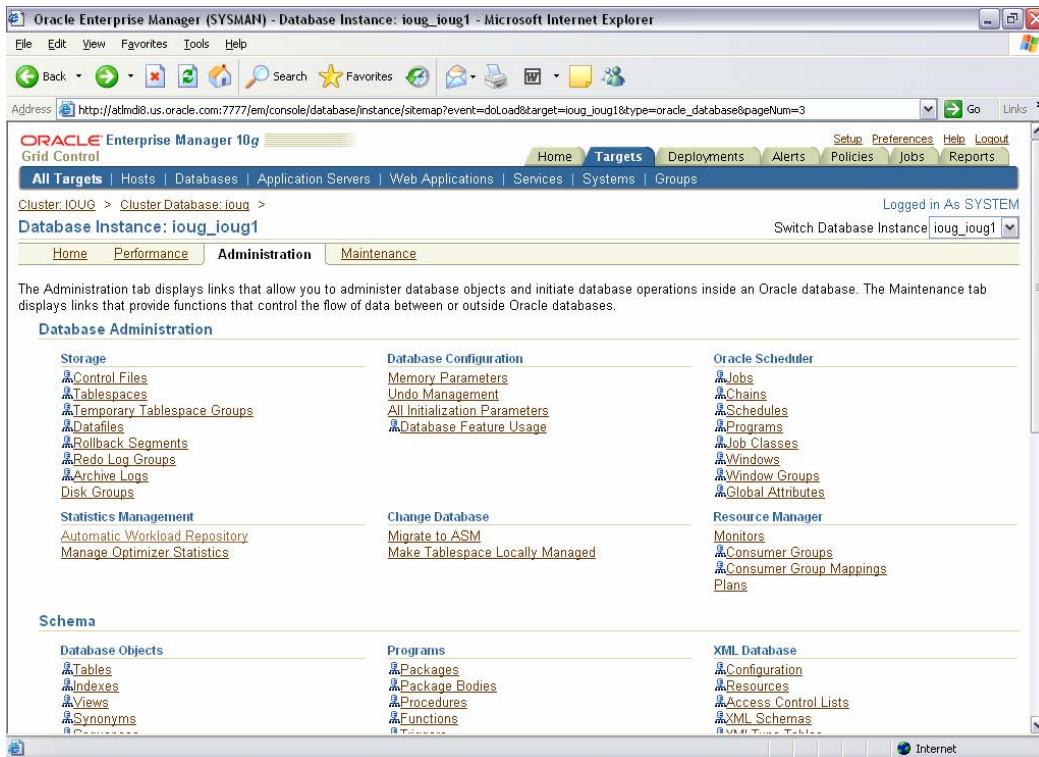 Oracle Enterprise Manager (SYSMAN) - Database Instance: ioug_ioug1 - Microsoft Internet Explorer
File Edit View Favorites Tools Help
Back Search Favorites
Address http://atlmdi8.us.oracle.com:7777/em/console/database/instance/sitemap?event=doLoad&target=ioug_ioug1&type=oracle_database&pageNum=3 Go Links
ORACLE Enterprise Manager 10g
Setup Preferences Help Logout
Grid Control
Home Targets Deployments Alerts Policies Jobs Reports
All Targets | Hosts | Databases | Application Servers | Web Applications | Services | Systems | Groups
Cluster: IOUG > Cluster Database: ioug >
Logged in As SYSTEM
Database Instance: ioug_ioug1
Switch Database Instance ioug_ioug1
Home Performance Administration Maintenance
The Administration tab displays links that allow you to administer database objects and initiate database operations inside an Oracle database. The Maintenance tab
displays links that provide functions that control the flow of data between or outside Oracle databases.
Database Administration
Storage
Control Files
Tablespaces
Temporary Tablespace Groups
Datafiles
Rollback Segments
Redo Log Groups
Archive Logs
Disk Groups
Database Configuration
Memory Parameters
Undo Management
All Initialization Parameters
Database Feature Usage
Oracle Scheduler
Jobs
Chains
Schedules
Programs
Job Classes
Windows
Window Groups
Global Attributes
Statistics Management
Automatic Workload Repository
Manage Optimizer Statistics
Change Database
Migrate to ASM
Make Tablespace Locally Managed
Resource Manager
Monitors
Consumer Groups
Consumer Group Mappings
Plans
Schema
Database Objects
Tables
Indexes
Views
Synonyms
Programs
Packages
Package Bodies
Procedures
Functions
XML Database
Configuration
Resources
Access Control Lists
XML Schemas
Internet